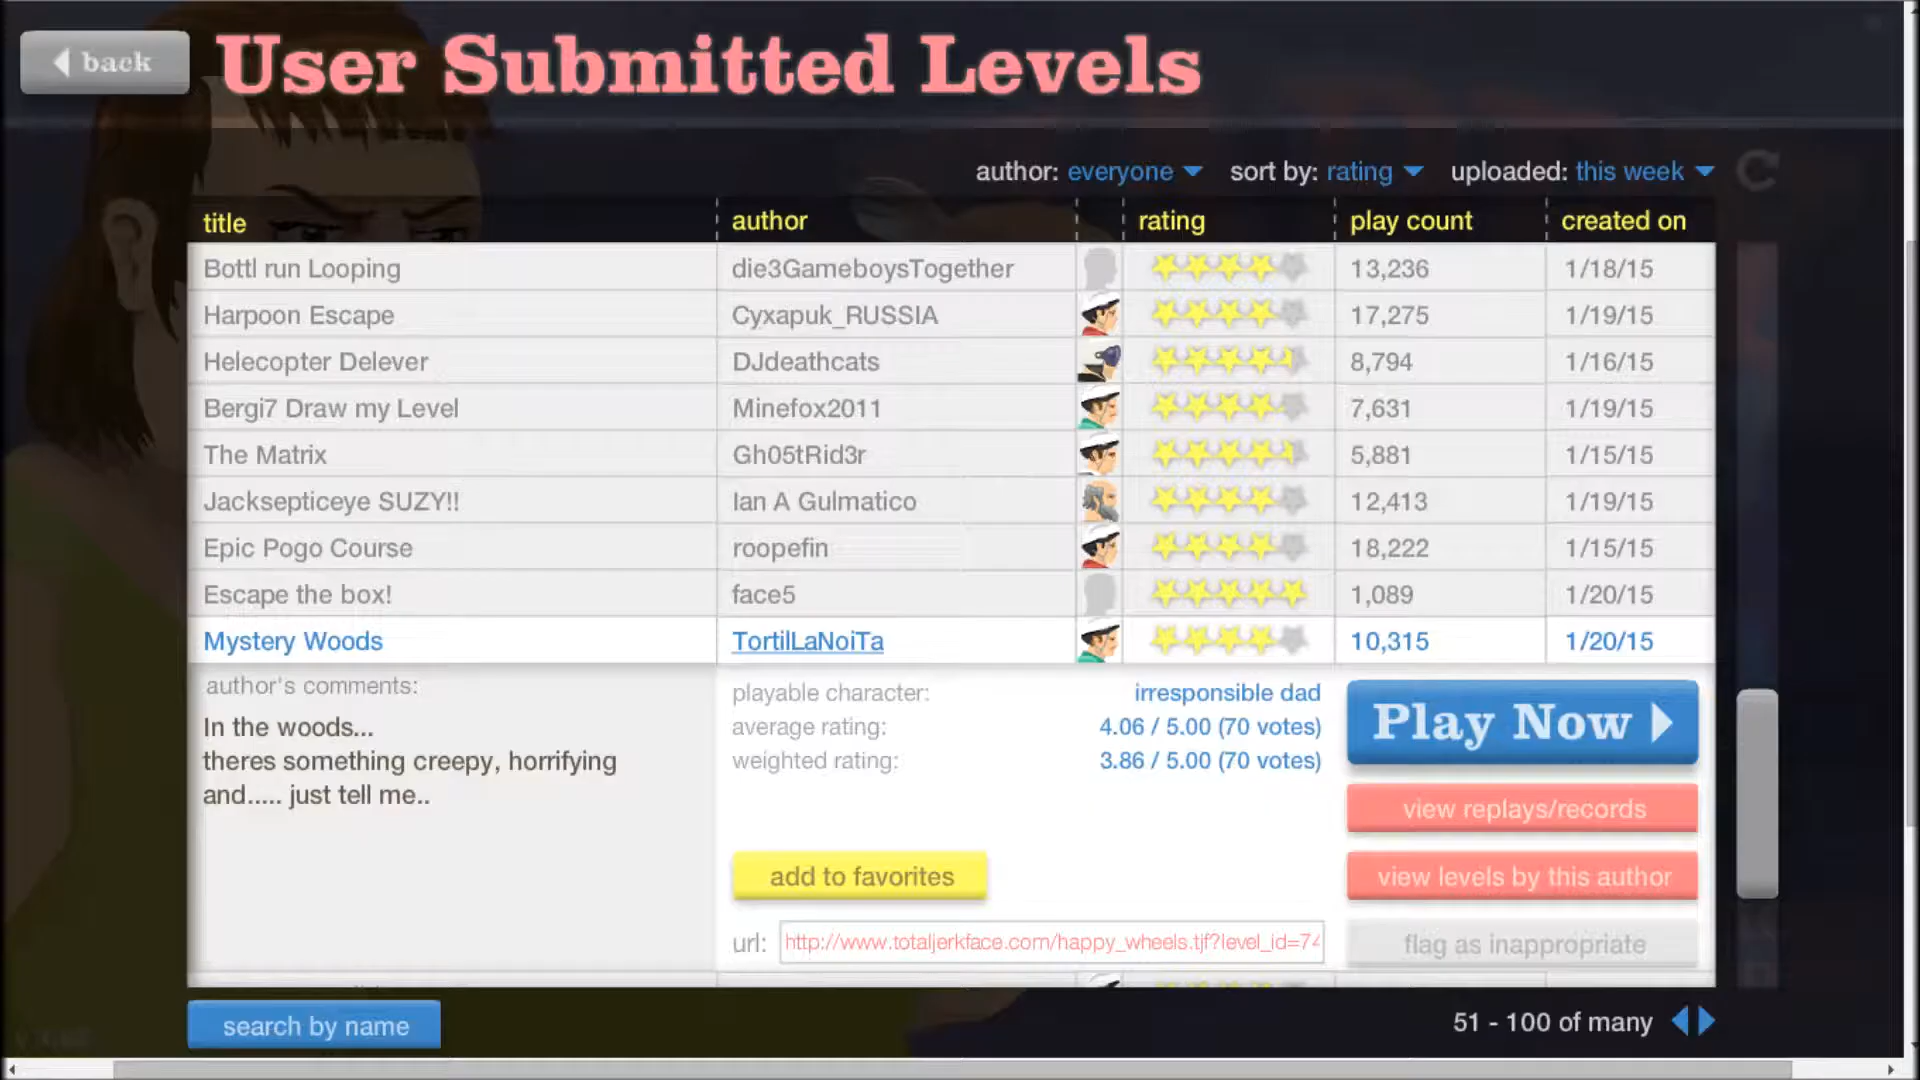 back
User Submitted Levels
author: everyone sort by: rating uploaded: this week
title author rating play count created on
Bottl run Looping die3GameboysTogether 13,236 1/18/15
Harpoon Escape Cyxapuk_RUSSIA 17,275 1/19/15
Helecopter Delever DJdeathcats 8,794 1/16/15
Bergi7 Draw my Level Minefox2011 7,631 1/19/15
The Matrix Gh05tRid3r 5,881 1/15/15
Jacksepticeye SUZY!! Ian A Gulmatico 12,413 1/19/15
Epic Pogo Course roopefin 18,222 1/15/15
Escape the box! face5 1,089 1/20/15
Mystery Woods TortilLaNoiTa 10,315 1/20/15
author's comments:
In the woods...
theres something creepy, horrifying
and..... just tell me..
playable character: irresponsible dad
average rating: 4.06 / 5.00 (70 votes)
weighted rating: 3.86 / 5.00 (70 votes)
add to favorites
url: http://www.totaljerkface.com/happy_wheels.tjf?level_id=74
Play Now
view replays/records
view levels by this author
flag as inappropriate
search by name
51 - 100 of many